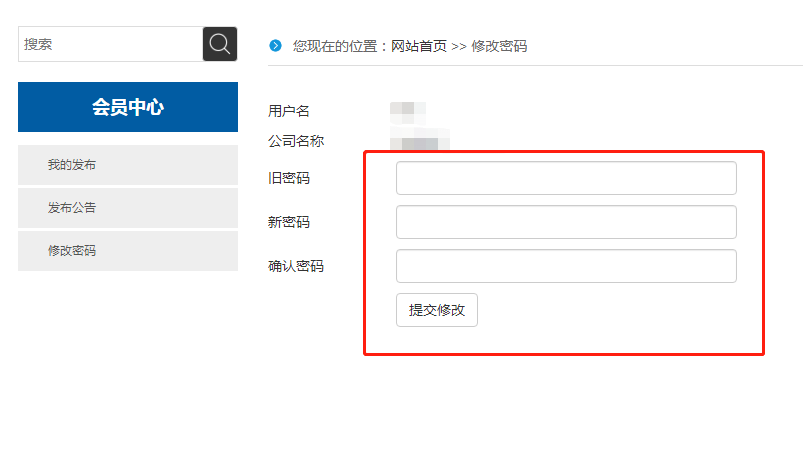 搜索
会员中心
我的发布
发布公告
修改密码
您现在的位置：网站首页 >> 修改密码
用户名
公司名称
旧密码
新密码
确认密码
提交修改